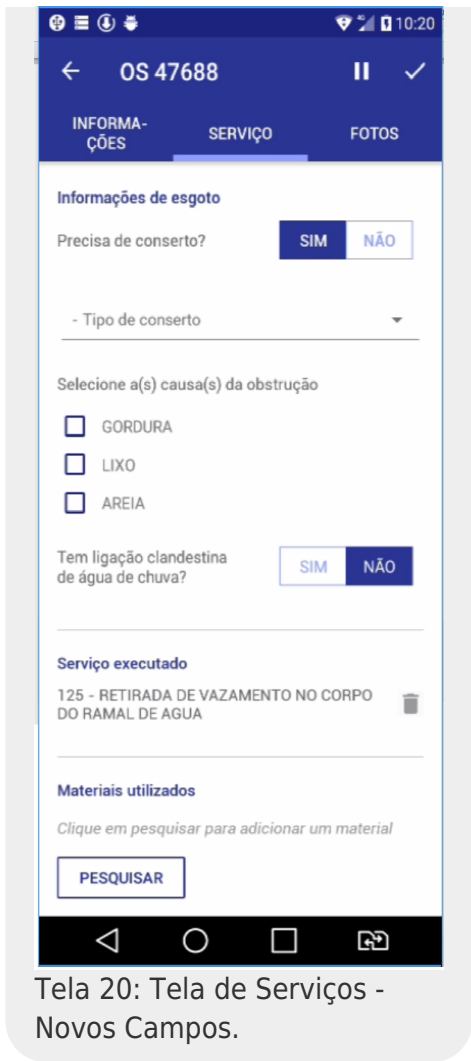 10:20
OS 47688
INFORMA-
ÇÕES
SERVIÇO
FOTOS
Informações de esgoto
Precisa de conserto?
SIM
NÃO
- Tipo de conserto
Selecione a(s) causa(s) da obstrução
GORDURA
LIXO
AREIA
Tem ligação clandestina
de água de chuva?
SIM
NÃO
Serviço executado
125 - RETIRADA DE VAZAMENTO NO CORPO
DO RAMAL DE AGUA
Materiais utilizados
Clique em pesquisar para adicionar um material
PESQUISAR
Tela 20: Tela de Serviços -
Novos Campos.